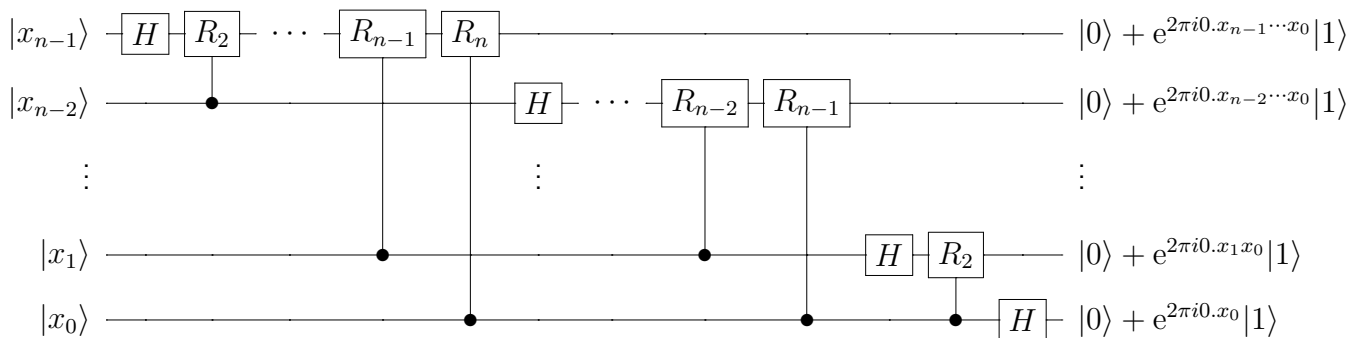 |x_{n-1}⟩ H R_2 ⋯ R_{n-1} R_n |0⟩ + e^{2πi0.x_{n-1}⋯x_0}|1⟩
|x_{n-2}⟩ H ⋯ R_{n-2} R_{n-1} |0⟩ + e^{2πi0.x_{n-2}⋯x_0}|1⟩
⋮ ⋮ ⋮
|x_1⟩ H R_2 |0⟩ + e^{2πi0.x_1x_0}|1⟩
|x_0⟩ H |0⟩ + e^{2πi0.x_0}|1⟩